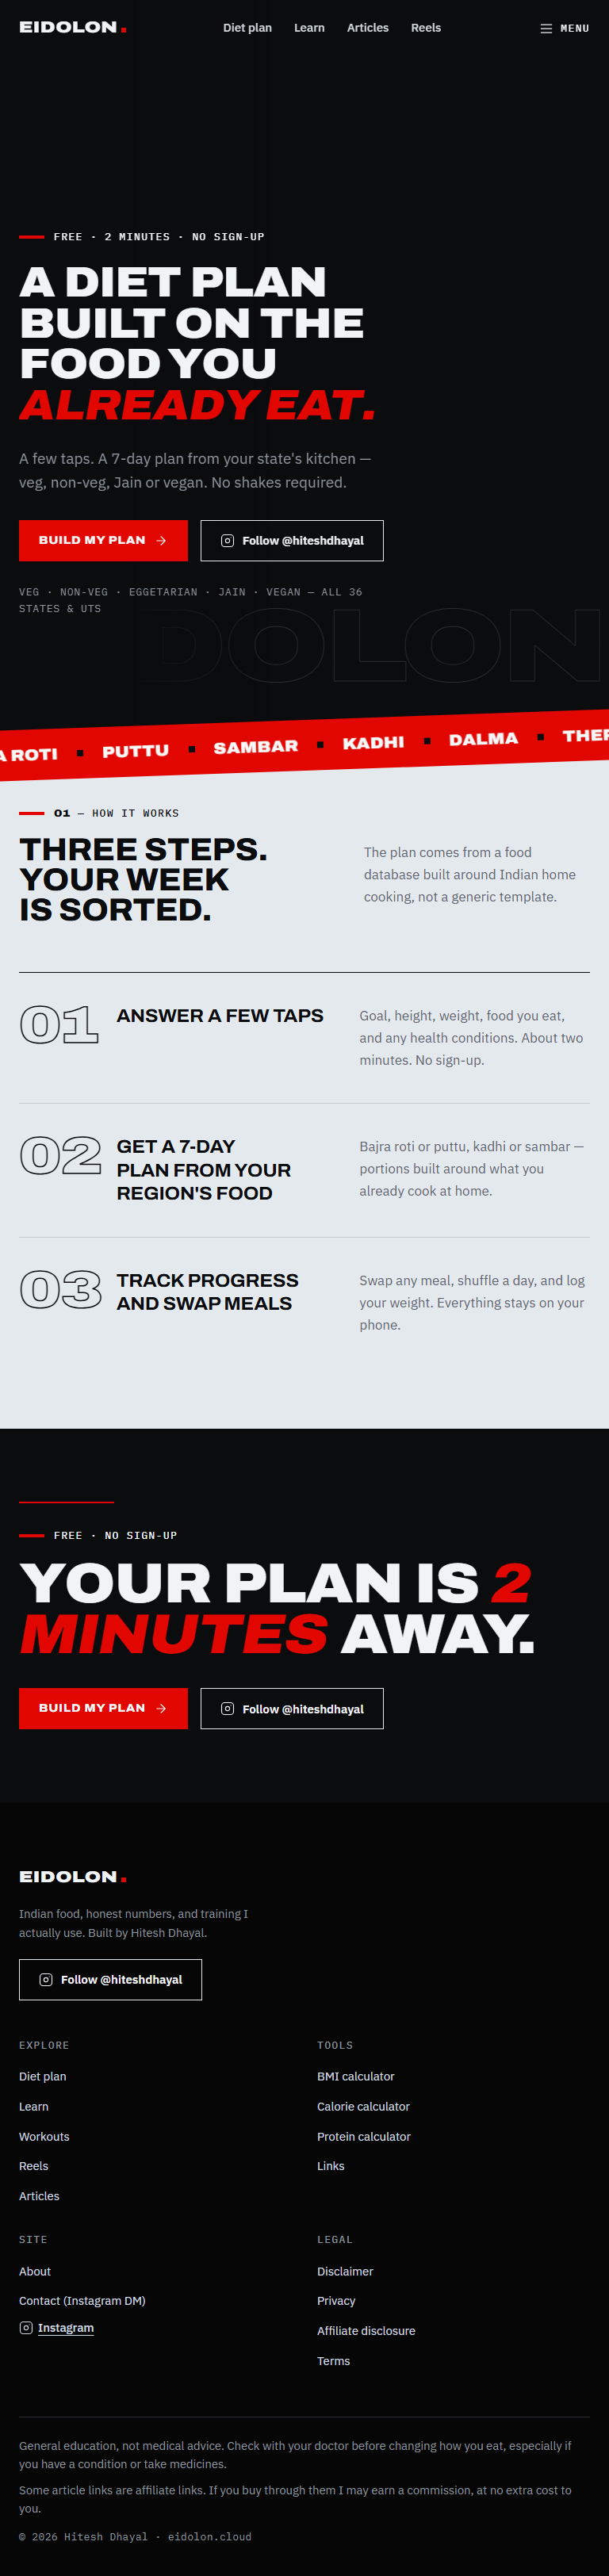 EIDOLON.
Diet plan
Learn
Articles
Reels
MENU
FREE · 2 MINUTES · NO SIGN-UP
A DIET PLAN
BUILT ON THE
FOOD YOU
ALREADY EAT.
A few taps. A 7-day plan from your state's kitchen —
veg, non-veg, Jain or vegan. No shakes required.
BUILD MY PLAN →
Follow @hiteshdhayal
VEG · NON-VEG · EGGETARIAN · JAIN · VEGAN — ALL 36
STATES & UTS
DOLON
ROTI ▪ PUTTU ▪ SAMBAR ▪ KADHI ▪ DALMA ▪
01 — HOW IT WORKS
THREE STEPS.
YOUR WEEK
IS SORTED.
The plan comes from a food
database built around Indian home
cooking, not a generic template.
01
ANSWER A FEW TAPS
Goal, height, weight, food you eat,
and any health conditions. About two
minutes. No sign-up.
02
GET A 7-DAY
PLAN FROM YOUR
REGION'S FOOD
Bajra roti or puttu, kadhi or sambar —
portions built around what you
already cook at home.
03
TRACK PROGRESS
AND SWAP MEALS
Swap any meal, shuffle a day, and log
your weight. Everything stays on your
phone.
FREE · NO SIGN-UP
YOUR PLAN IS 2
MINUTES AWAY.
BUILD MY PLAN →
Follow @hiteshdhayal
EIDOLON.
Indian food, honest numbers, and training I
actually use. Built by Hitesh Dhayal.
Follow @hiteshdhayal
EXPLORE
Diet plan
Learn
Workouts
Reels
Articles
TOOLS
BMI calculator
Calorie calculator
Protein calculator
Links
SITE
About
Contact (Instagram DM)
Instagram
LEGAL
Disclaimer
Privacy
Affiliate disclosure
Terms
General education, not medical advice. Check with your doctor before changing how you eat, especially if
you have a condition or take medicines.
Some article links are affiliate links. If you buy through them I may earn a commission, at no extra cost to
you.
© 2026 Hitesh Dhayal · eidolon.cloud